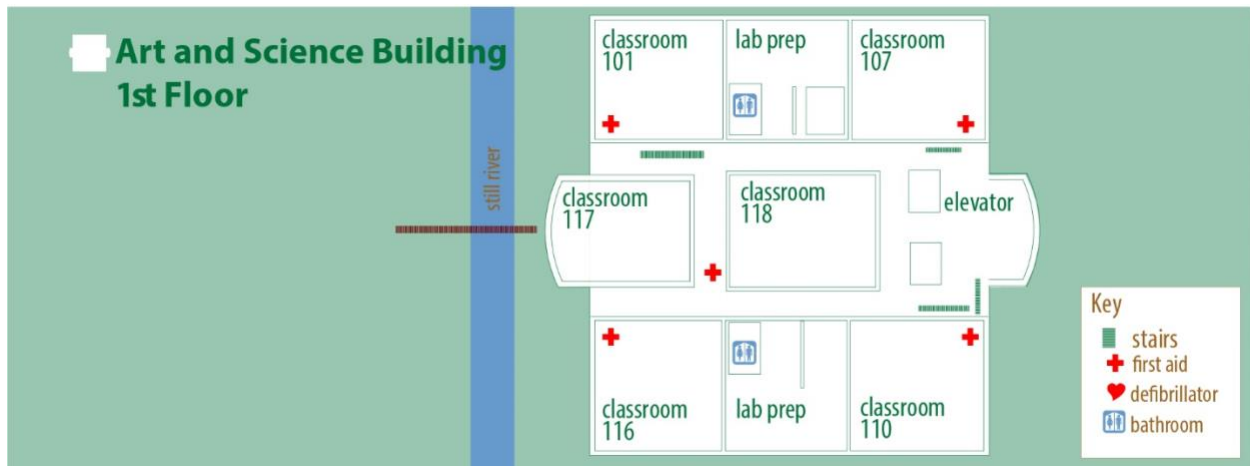 Art and Science Building
1st Floor
still river
classroom
101
lab prep
classroom
107
classroom
117
classroom
118
elevator
classroom
116
lab prep
classroom
110
Key
stairs
first aid
defibrillator
bathroom